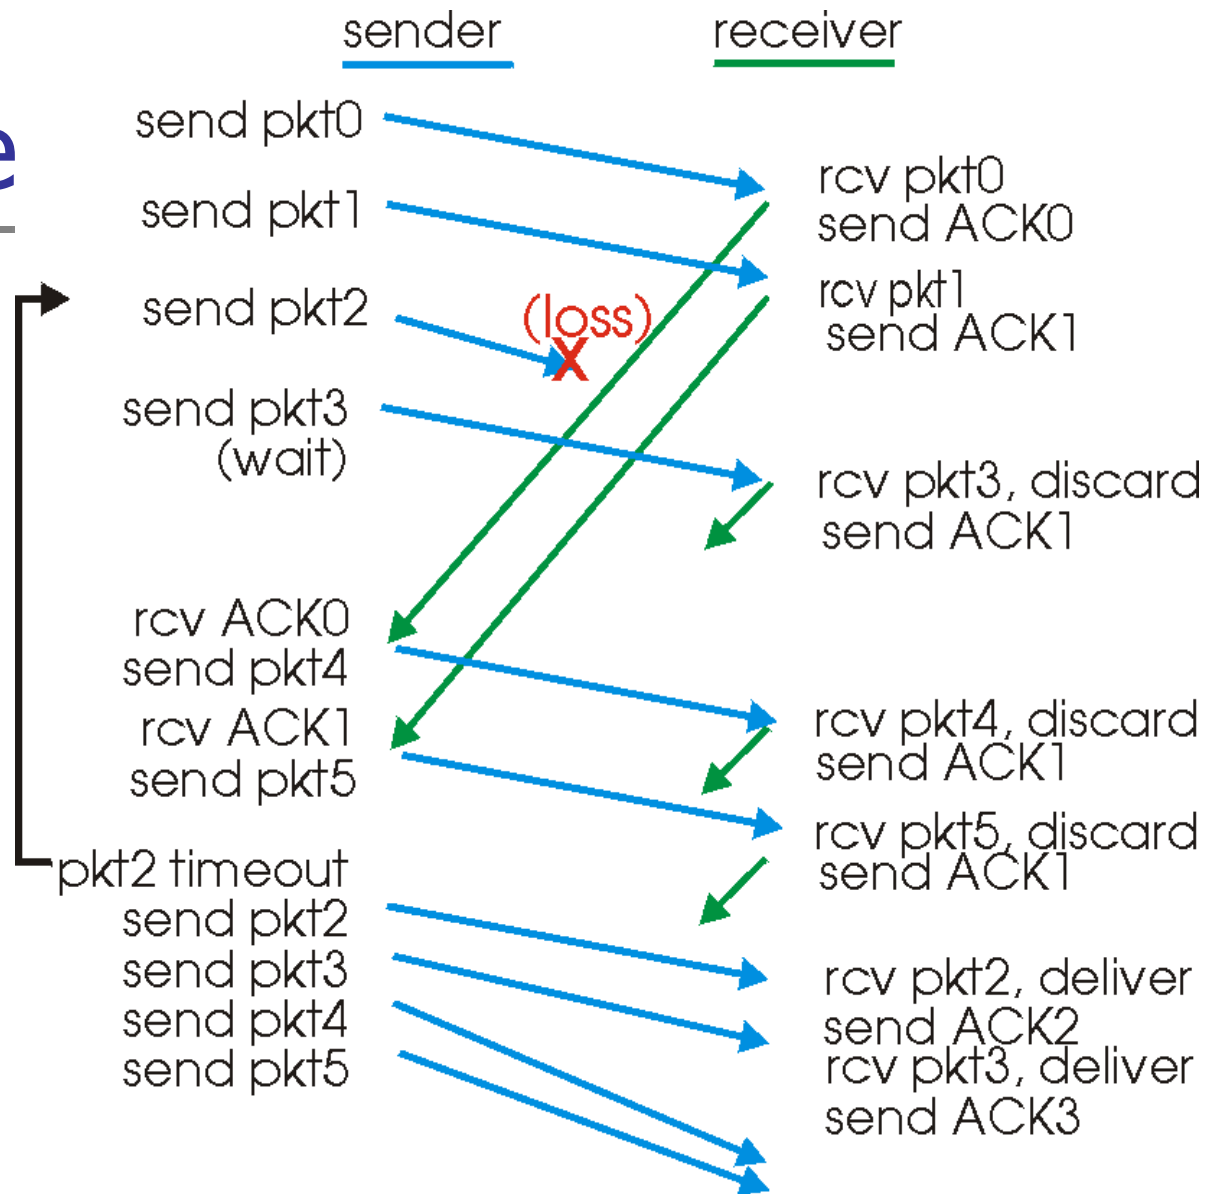 sender
receiver
e
send pkt0
send pkt1
send pkt2
send pkt3
(wait)
(loss)
X
rcv ACK0
send pkt4
rcv ACK1
send pkt5
pkt2 timeout
send pkt2
send pkt3
send pkt4
send pkt5
rcv pkt0
send ACK0
rcv pkt1
send ACK1
rcv pkt3, discard
send ACK1
rcv pkt4, discard
send ACK1
rcv pkt5, discard
send ACK1
rcv pkt2, deliver
send ACK2
rcv pkt3, deliver
send ACK3